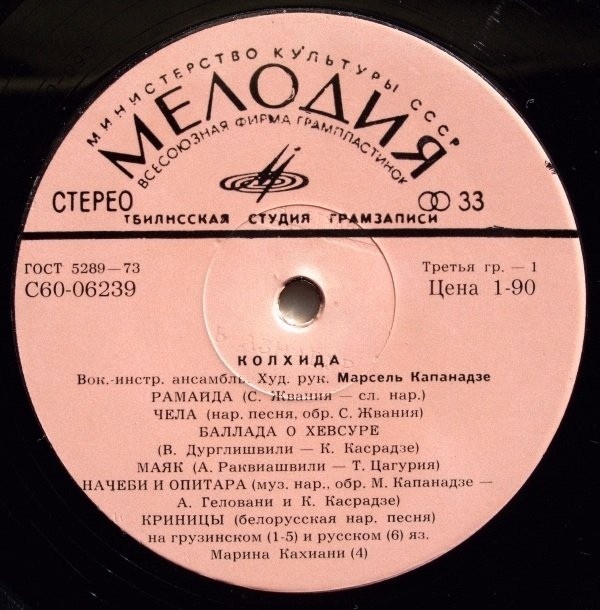 МИНИСТЕРСТВО КУЛЬТУРЫ СССР
МЕЛОДИЯ
ВСЕСОЮЗНАЯ ФИРМА ГРАМПЛАСТИНОК
СТЕРЕО
33
ТБИЛИССКАЯ СТУДИЯ ГРАМЗАПИСИ
ГОСТ 5289—73
Третья гр. — 1
С60-06239
Цена 1-90
КОЛХИДА
Вок.-инстр. ансамбль. Худ. рук. Марсель Капанадзе
РАМАИДА (С. Жвания — сл. нар.)
ЧЕЛА (нар. песня, обр. С. Жвания)
БАЛЛАДА О ХЕВСУРЕ
(В. Дурглишвили — К. Касрадзе)
МАЯК (А. Раквиашвили — Т. Цагурия)
НАЧЕБИ И ОПИТАРА (муз. нар., обр. М. Капанадзе —
А. Геловани и К. Касрадзе)
КРИНИЦЫ (белорусская нар. песня)
на грузинском (1-5) и русском (6) яз.
Марина Кахиани (4)